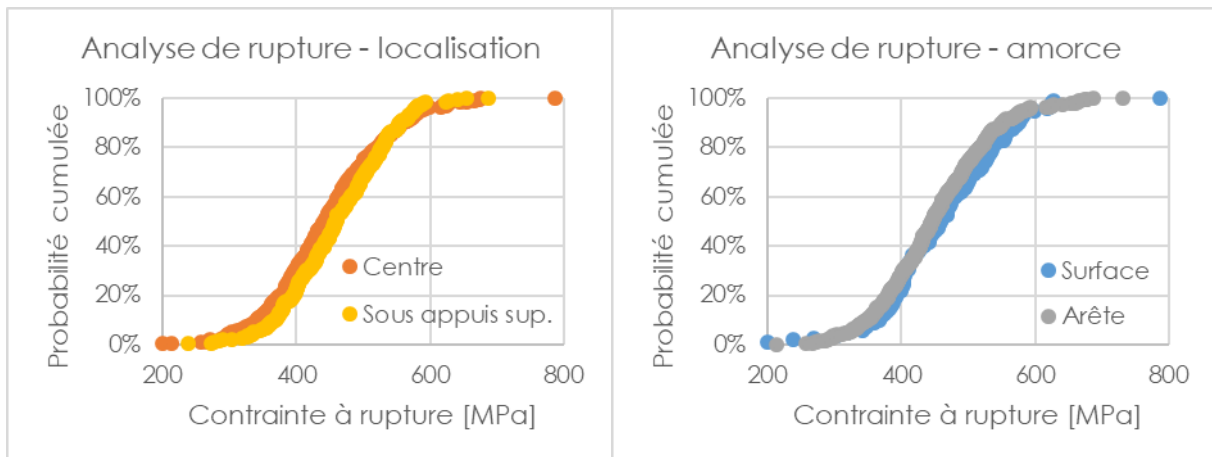 Analyse de rupture - localisation
Probabilité cumulée
100%
80%
60%
40%
20%
0%
Centre
Sous appuis sup.
200 400 600 800
Contrainte à rupture [MPa]
Analyse de rupture - amorce
Probabilité cumulée
100%
80%
60%
40%
20%
0%
Surface
Arête
200 400 600 800
Contrainte à rupture [MPa]